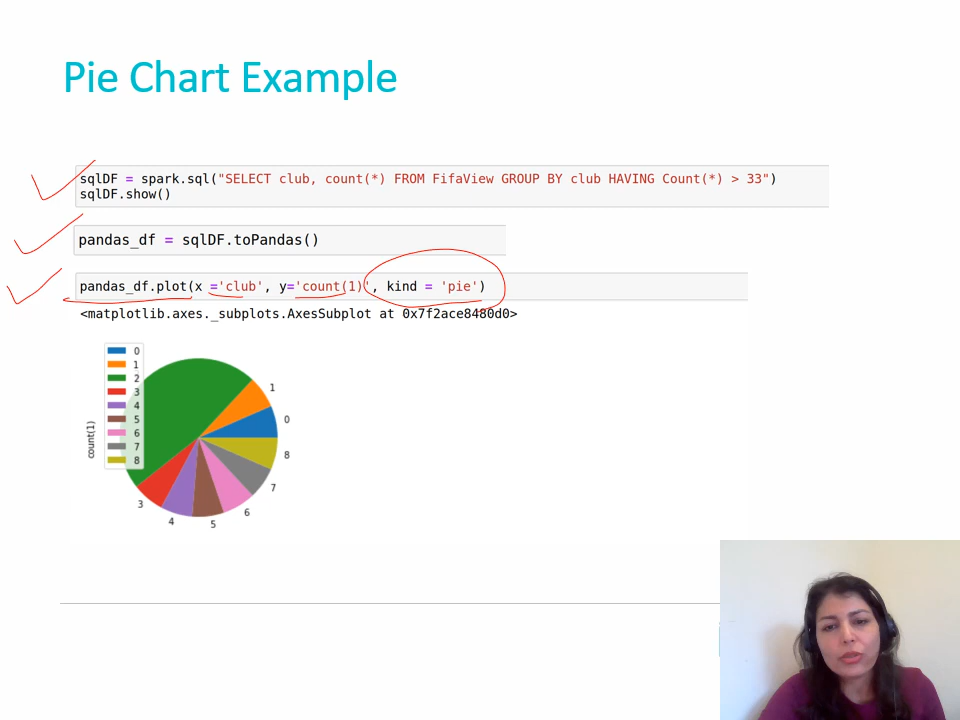 Pie Chart Example
sqlDF = spark.sql("SELECT club, count(*) FROM FifaView GROUP BY club HAVING Count(*) > 33")
sqlDF.show()
pandas_df = sqlDF.toPandas()
pandas_df.plot(x ='club', y='count(1)', kind = 'pie')
<matplotlib.axes._subplots.AxesSubplot at 0x7f2ace8480d0>
0
1
2
3
4
5
6
7
8
count(1)
1
0
8
7
6
5
4
3